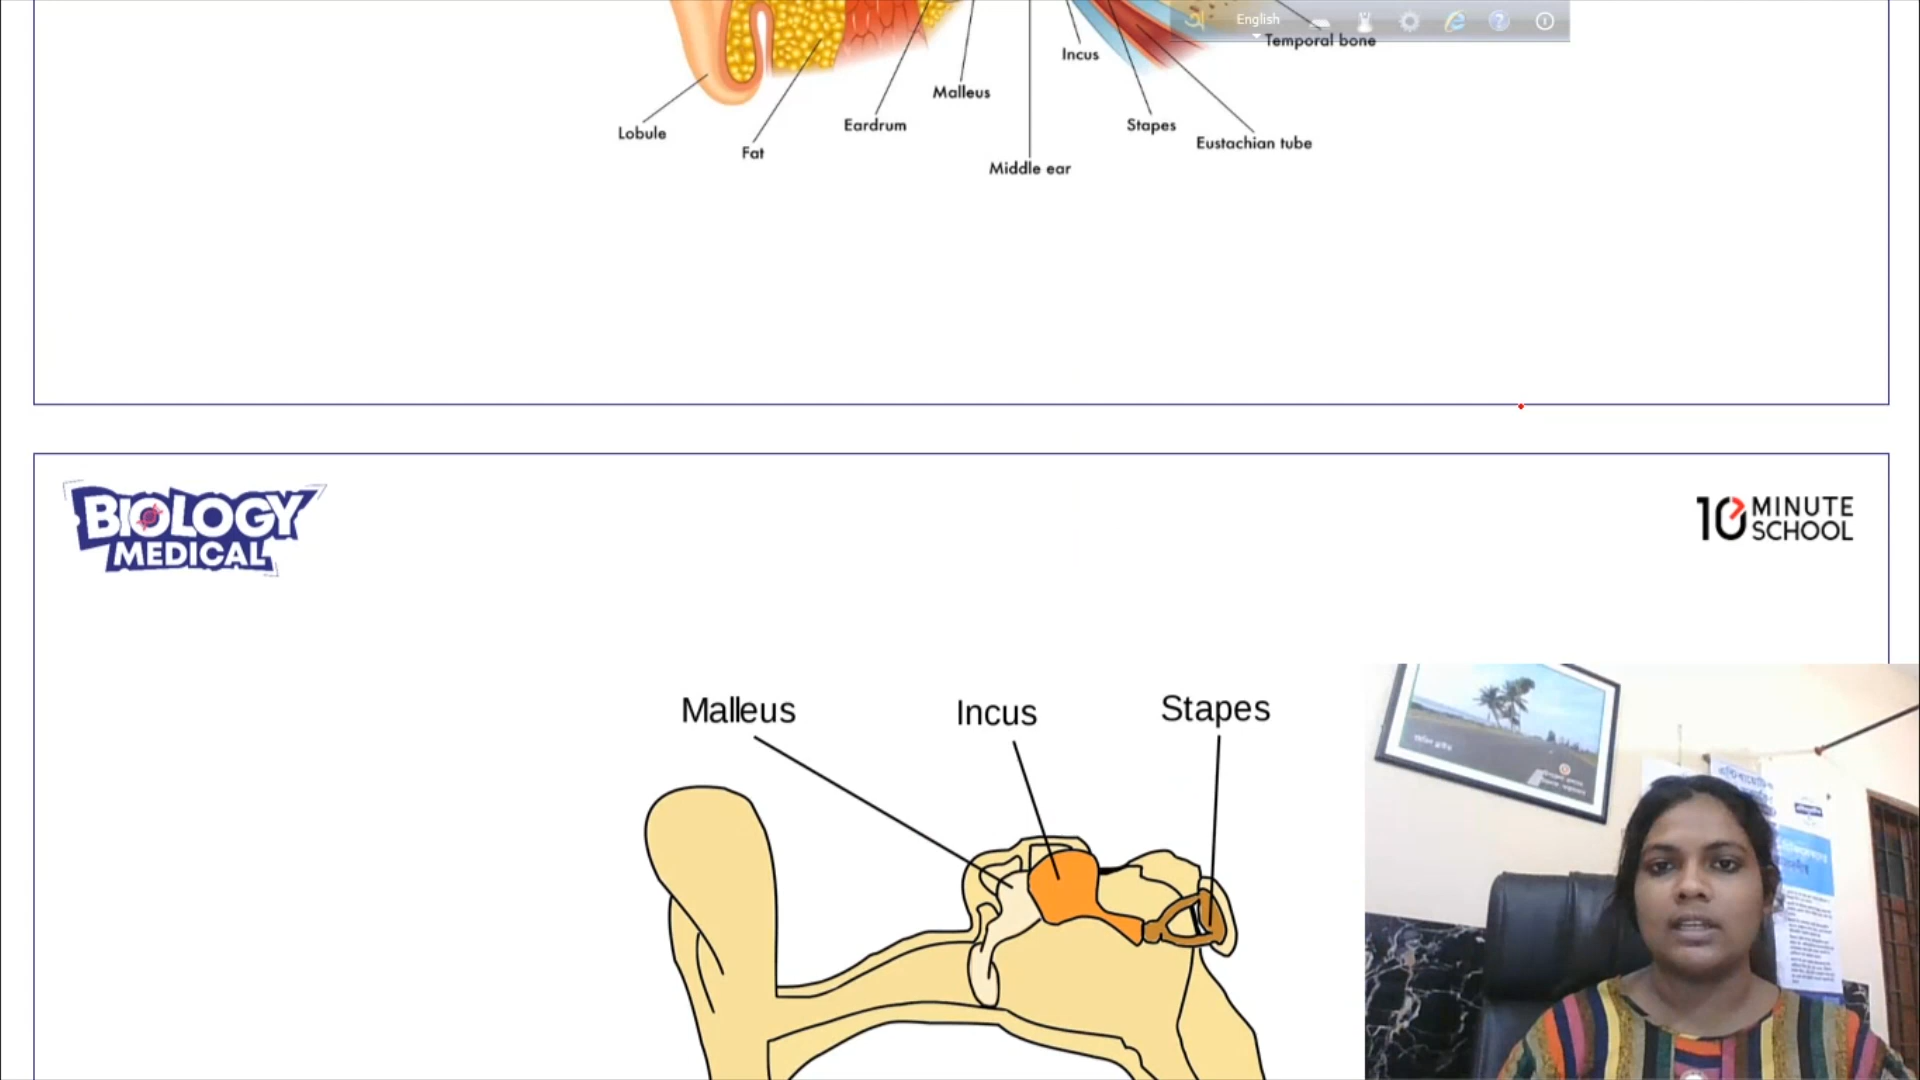 অ English
Temporal bone
Incus
Malleus
Lobule
Eardrum
Stapes
Fat
Eustachian tube
Middle ear
BIOLOGY
MEDICAL
10 MINUTE
SCHOOL
Malleus
Incus
Stapes